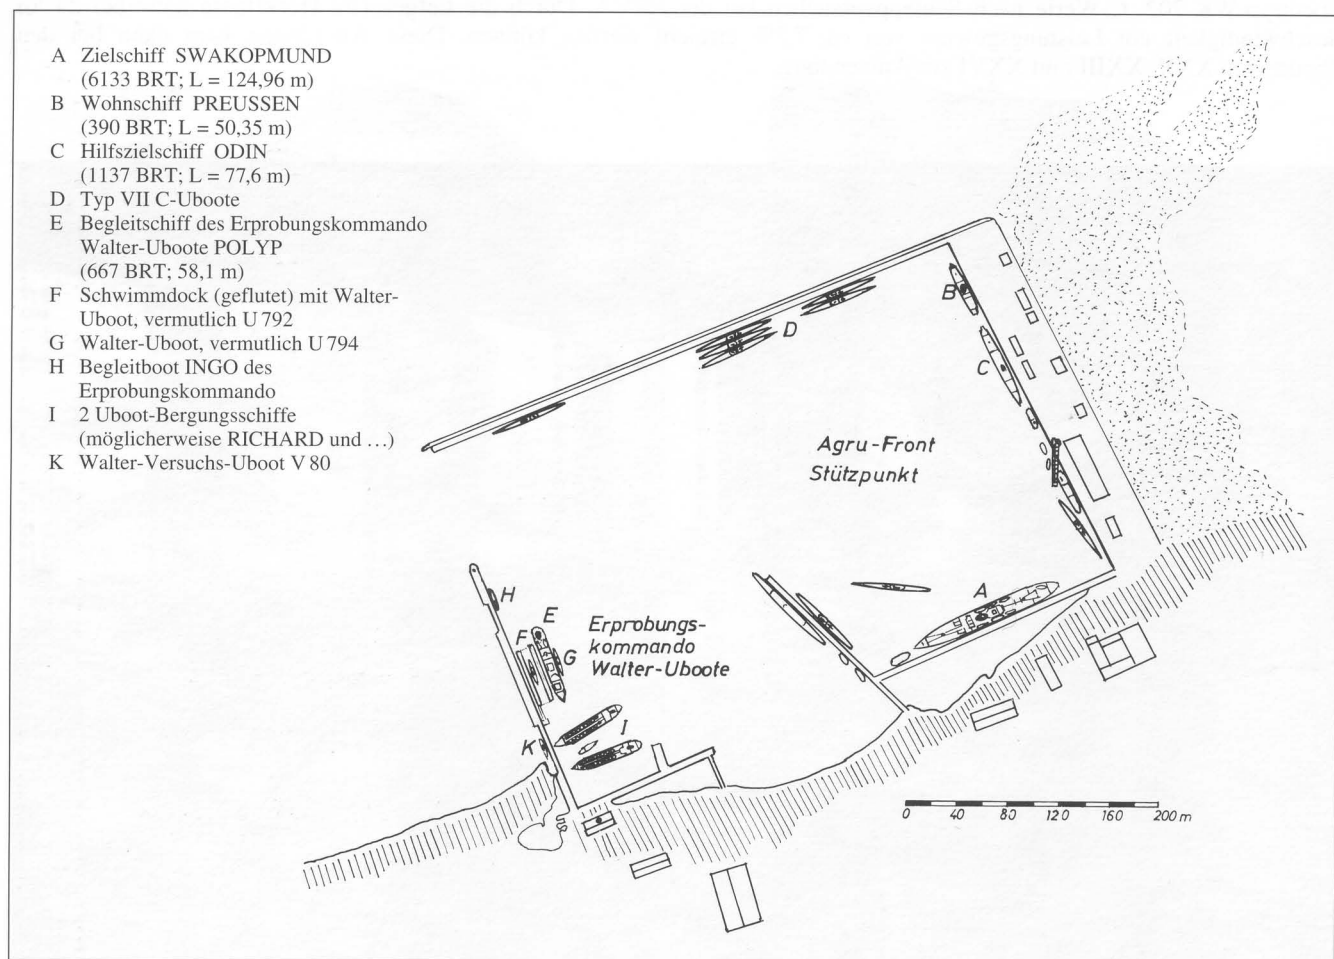 A Zielschiff SWAKOPMUND
(6133 BRT; L = 124,96 m)
B Wohnschiff PREUSSEN
(390 BRT; L = 50,35 m)
C Hilfszielschiff ODIN
(1137 BRT; L = 77,6 m)
D Typ VII C-Uboote
E Begleitschiff des Erprobungskommando
Walter-Uboote POLYP
(667 BRT; 58,1 m)
F Schwimmdock (geflutet) mit Walter-
Uboot, vermutlich U 792
G Walter-Uboot, vermutlich U 794
H Begleitboot INGO des
Erprobungskommando
I 2 Uboot-Bergungsschiffe
(möglicherweise RICHARD und ...)
K Walter-Versuchs-Uboot V 80
B
D
C
Agru-Front
Stützpunkt
A
H
E
F
G
Erprobungs-
kommando
Walter-Uboote
I
K
0 40 80 120 160 200 m